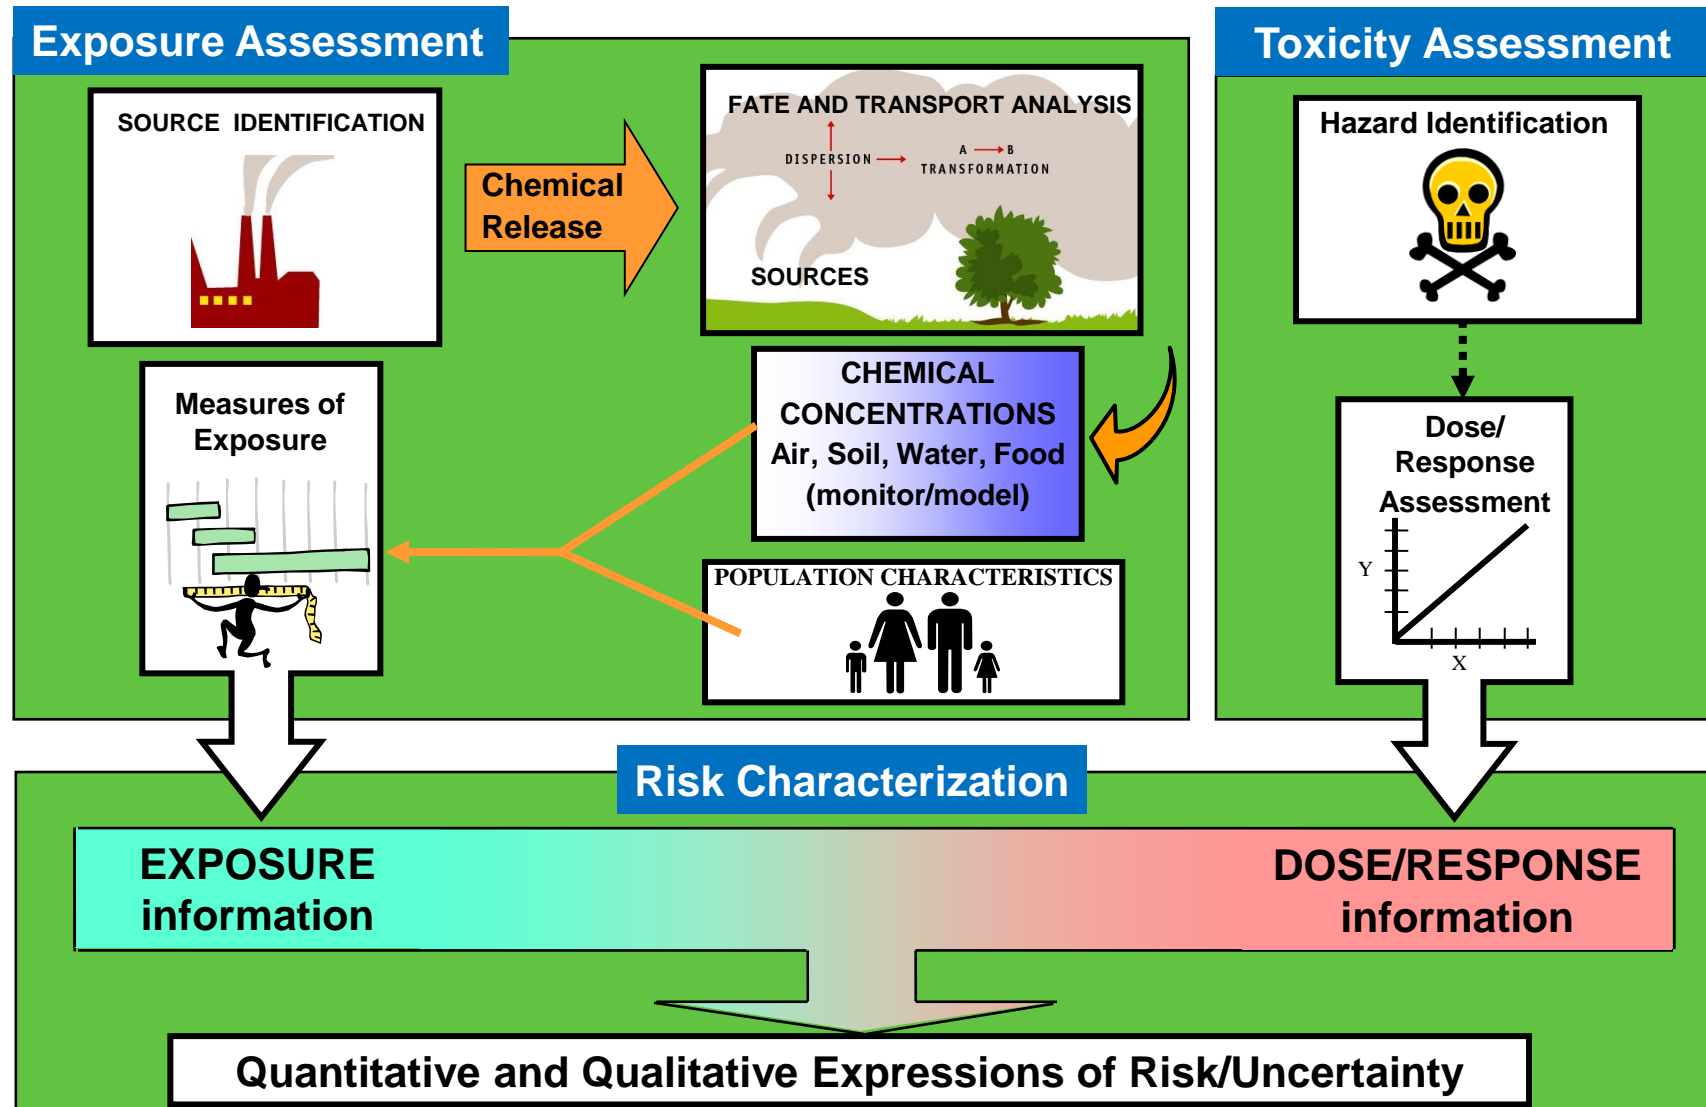 Exposure Assessment
SOURCE IDENTIFICATION
Chemical
Release
FATE AND TRANSPORT ANALYSIS
DISPERSION
A B
TRANSFORMATION
SOURCES
CHEMICAL
CONCENTRATIONS
Air, Soil, Water, Food
(monitor/model)
POPULATION CHARACTERISTICS
Measures of
Exposure
Toxicity Assessment
Hazard Identification
Dose/
Response
Assessment
Y
X
Risk Characterization
EXPOSURE
information
DOSE/RESPONSE
information
Quantitative and Qualitative Expressions of Risk/Uncertainty